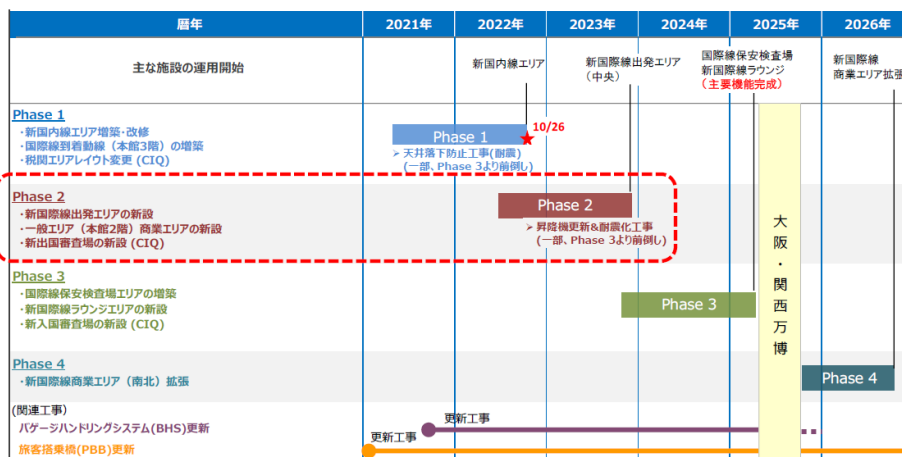 暦年 2021年 2022年 2023年 2024年 2025年 2026年
主な施設の運用開始
新国内線エリア
新国際線出発エリア
(中央)
国際線保安検査場
新国際線ラウンジ
(主要機能完成)
新国際線
商業エリア拡張
Phase 1
・新国内線エリア増築・改修
・国際線到着動線(本館3階)の増築
・税関エリアレイウト変更 (CIQ)
Phase 1
10/26
➢ 天井落下防止工事(耐震)
(一部、Phase 3より前倒し)
Phase 2
・新国際線出発エリアの新設
・一般エリア(本館2階)商業エリアの新設
・新出国審査場の新設 (CIQ)
Phase 2
➢ 昇降機更新&耐震化工事
(一部、Phase 3より前倒し)
Phase 3
・国際線保安検査場エリアの増築
・新国際線ラウンジエリアの新設
・新入国審査場の新設 (CIQ)
Phase 3
大阪・関西万博
Phase 4
・新国際線商業エリア(南北)拡張
Phase 4
(関連工事)
バゲージハンドリングシステム(BHS)更新
更新工事
旅客搭乗橋(PBB)更新
更新工事